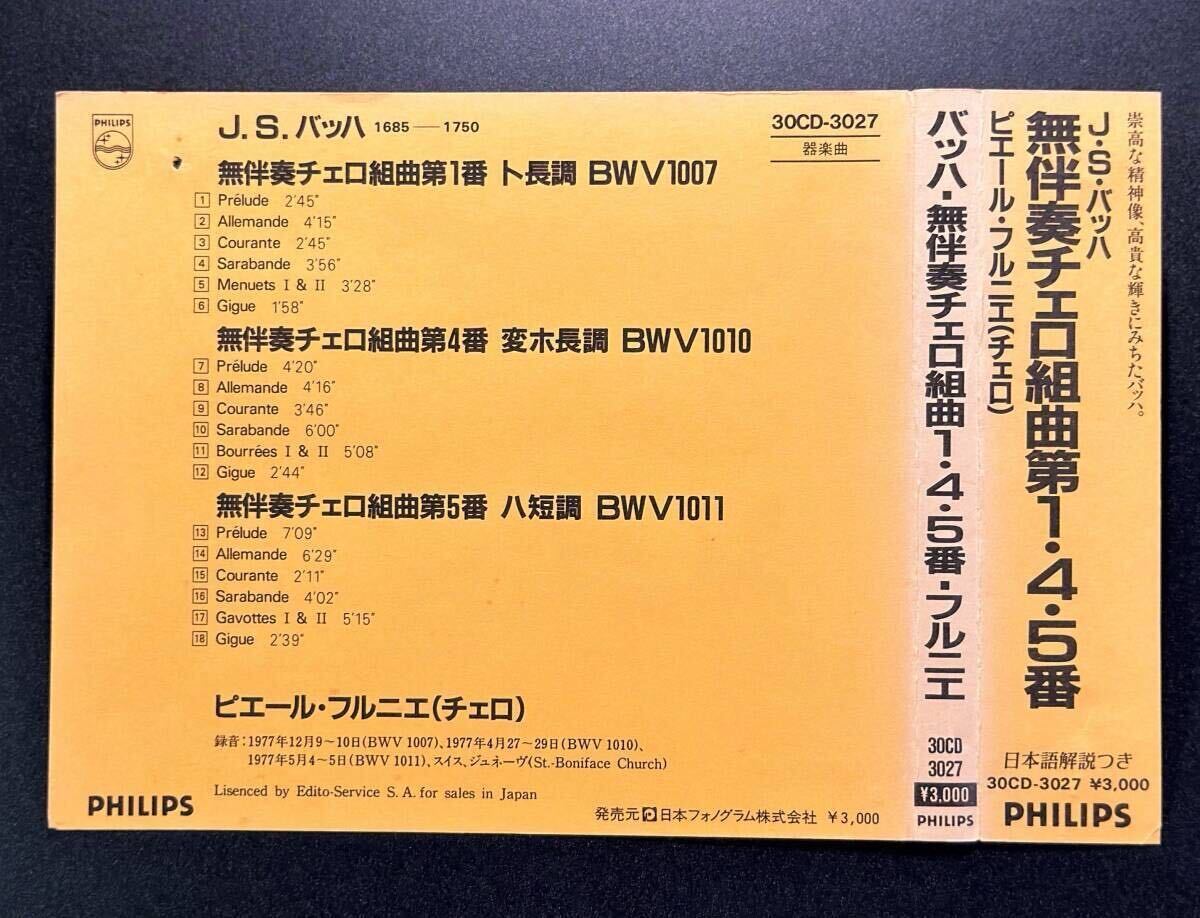 PHILIPS
J.S.バッハ 1685—1750
30CD-3027
器楽曲
無伴奏チェロ組曲第1番 ト長調 BWV1007
1 Prélude 2'45"
2 Allemande 4'15"
3 Courante 2'45"
4 Sarabande 3'56"
5 Menuets I & II 3'28"
6 Gigue 1'58"
無伴奏チェロ組曲第4番 変ホ長調 BWV1010
7 Prélude 4'20"
8 Allemande 4'16"
9 Courante 3'46"
10 Sarabande 6'00"
11 Bourrées I & II 5'08"
12 Gigue 2'44"
無伴奏チェロ組曲第5番 ハ短調 BWV1011
13 Prélude 7'09"
14 Allemande 6'29"
15 Courante 2'11"
16 Sarabande 4'02"
17 Gavottes I & II 5'15"
18 Gigue 2'39"
ピエール・フルニエ(チェロ)
録音:1977年12月9〜10日(BWV 1007)、1977年4月27〜29日(BWV 1010)、
1977年5月4〜5日(BWV 1011)、スイス、ジュネーヴ(St.-Boniface Church)
Lisenced by Edito-Service S. A. for sales in Japan
PHILIPS
発売元 日本フォノグラム株式会社 ¥3,000
バッハ・無伴奏チェロ組曲1・4・5番・フルニエ
30CD
3027
¥3,000
PHILIPS
崇高な精神像、高貴な輝きにみちたバッハ。
J・S・バッハ
無伴奏チェロ組曲第1・4・5番
ピエール・フルニエ(チェロ)
日本語解説つき
30CD-3027 ¥3,000
PHILIPS